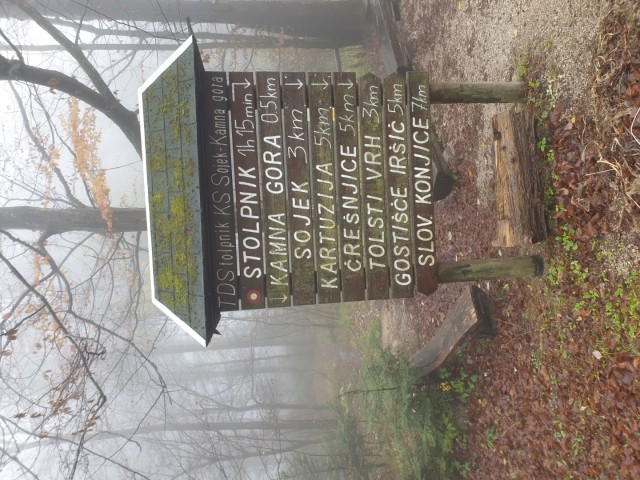 TD Stolpnik KS Sojek-Kamna gora
STOLPNIK 1h 15min
KAMNA GORA 0.5km
SOJEK 3km
KARTUZIJA 5km
ČREŠNJICE 5km
TOLSTI VRH 3km
GOSTIŠČE IRŠIČ 5km
SLOV. KONJICE 7km